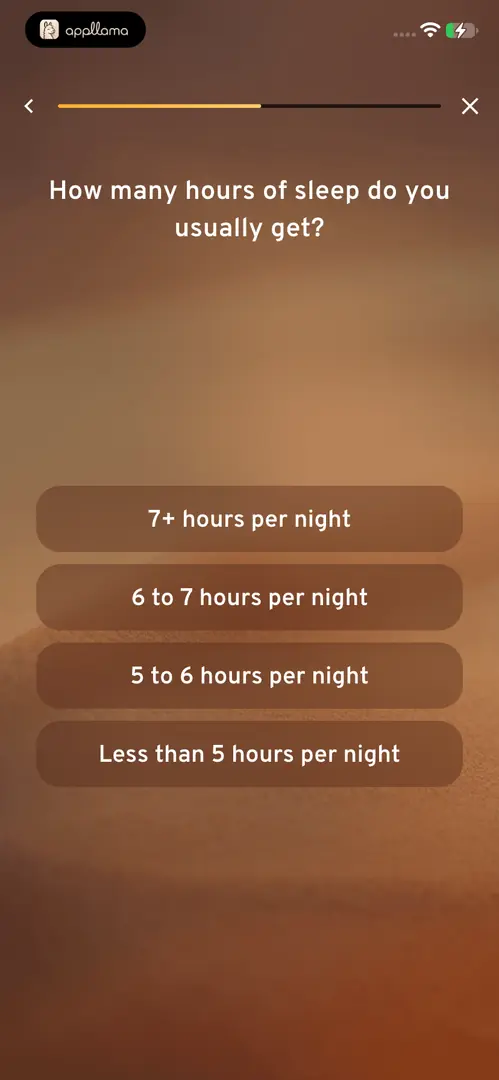 appllama
How many hours of sleep do you
usually get?
7+ hours per night
6 to 7 hours per night
5 to 6 hours per night
Less than 5 hours per night